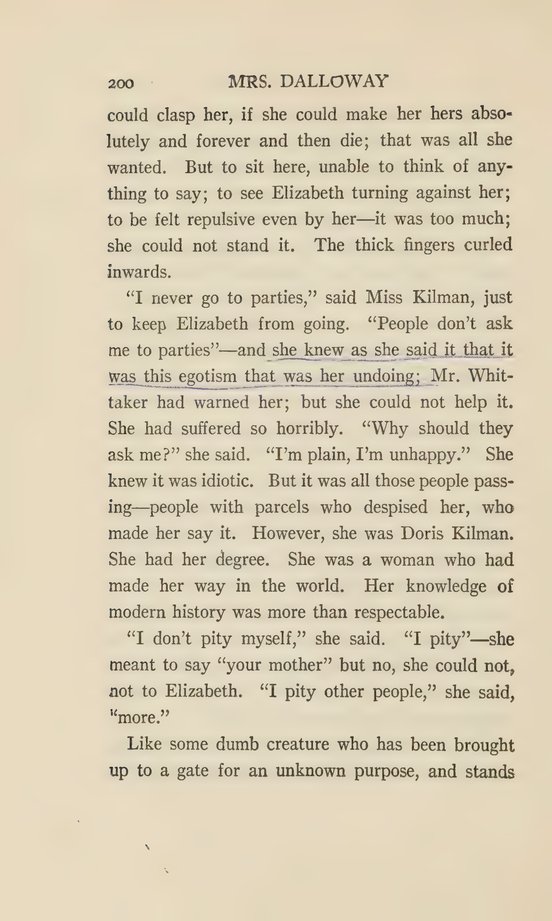 200 MRS. DALLOWAY
could clasp her, if she could make her hers abso-
lutely and forever and then die; that was all she
wanted. But to sit here, unable to think of any-
thing to say; to see Elizabeth turning against her;
to be felt repulsive even by her—it was too much;
she could not stand it. The thick fingers curled
inwards.
“I never go to parties,” said Miss Kilman, just
to keep Elizabeth from going. “People don’t ask
me to parties”—and she knew as she said it that it
was this egotism that was her undoing; Mr. Whit-
taker had warned her; but she could not help it.
She had suffered so horribly. “Why should they
ask me?” she said. “I’m plain, I’m unhappy.” She
knew it was idiotic. But it was all those people pass-
ing—people with parcels who despised her, who
made her say it. However, she was Doris Kilman.
She had her degree. She was a woman who had
made her way in the world. Her knowledge of
modern history was more than respectable.
“I don’t pity myself,” she said. “I pity”—she
meant to say “your mother” but no, she could not,
not to Elizabeth. “I pity other people,” she said,
“more.”
Like some dumb creature who has been brought
up to a gate for an unknown purpose, and stands